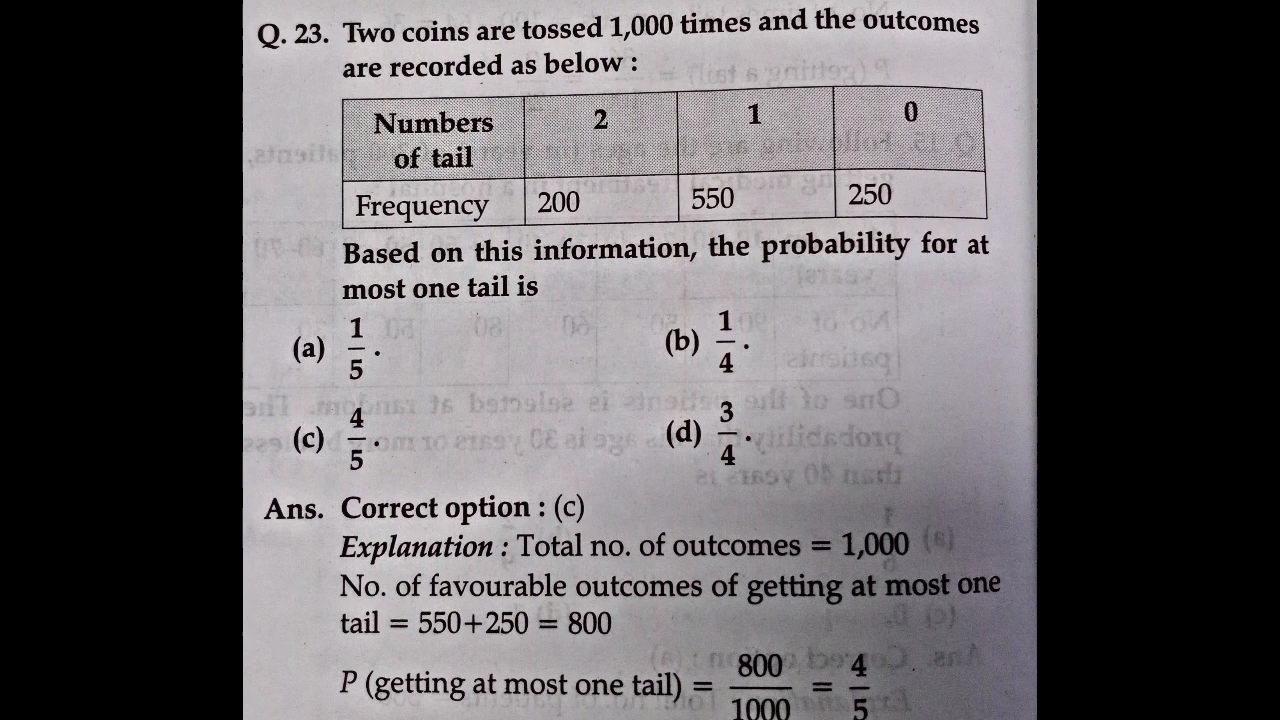 Q. 23. Two coins are tossed 1,000 times and the outcomes
are recorded as below :
Numbers of tail 2 1 0
Frequency 200 550 250
Based on this information, the probability for at
most one tail is
(a) 1/5. (b) 1/4.
(c) 4/5. (d) 3/4.
Ans. Correct option : (c)
Explanation : Total no. of outcomes = 1,000
No. of favourable outcomes of getting at most one
tail = 550+250 = 800
P (getting at most one tail) = 800/1000 = 4/5